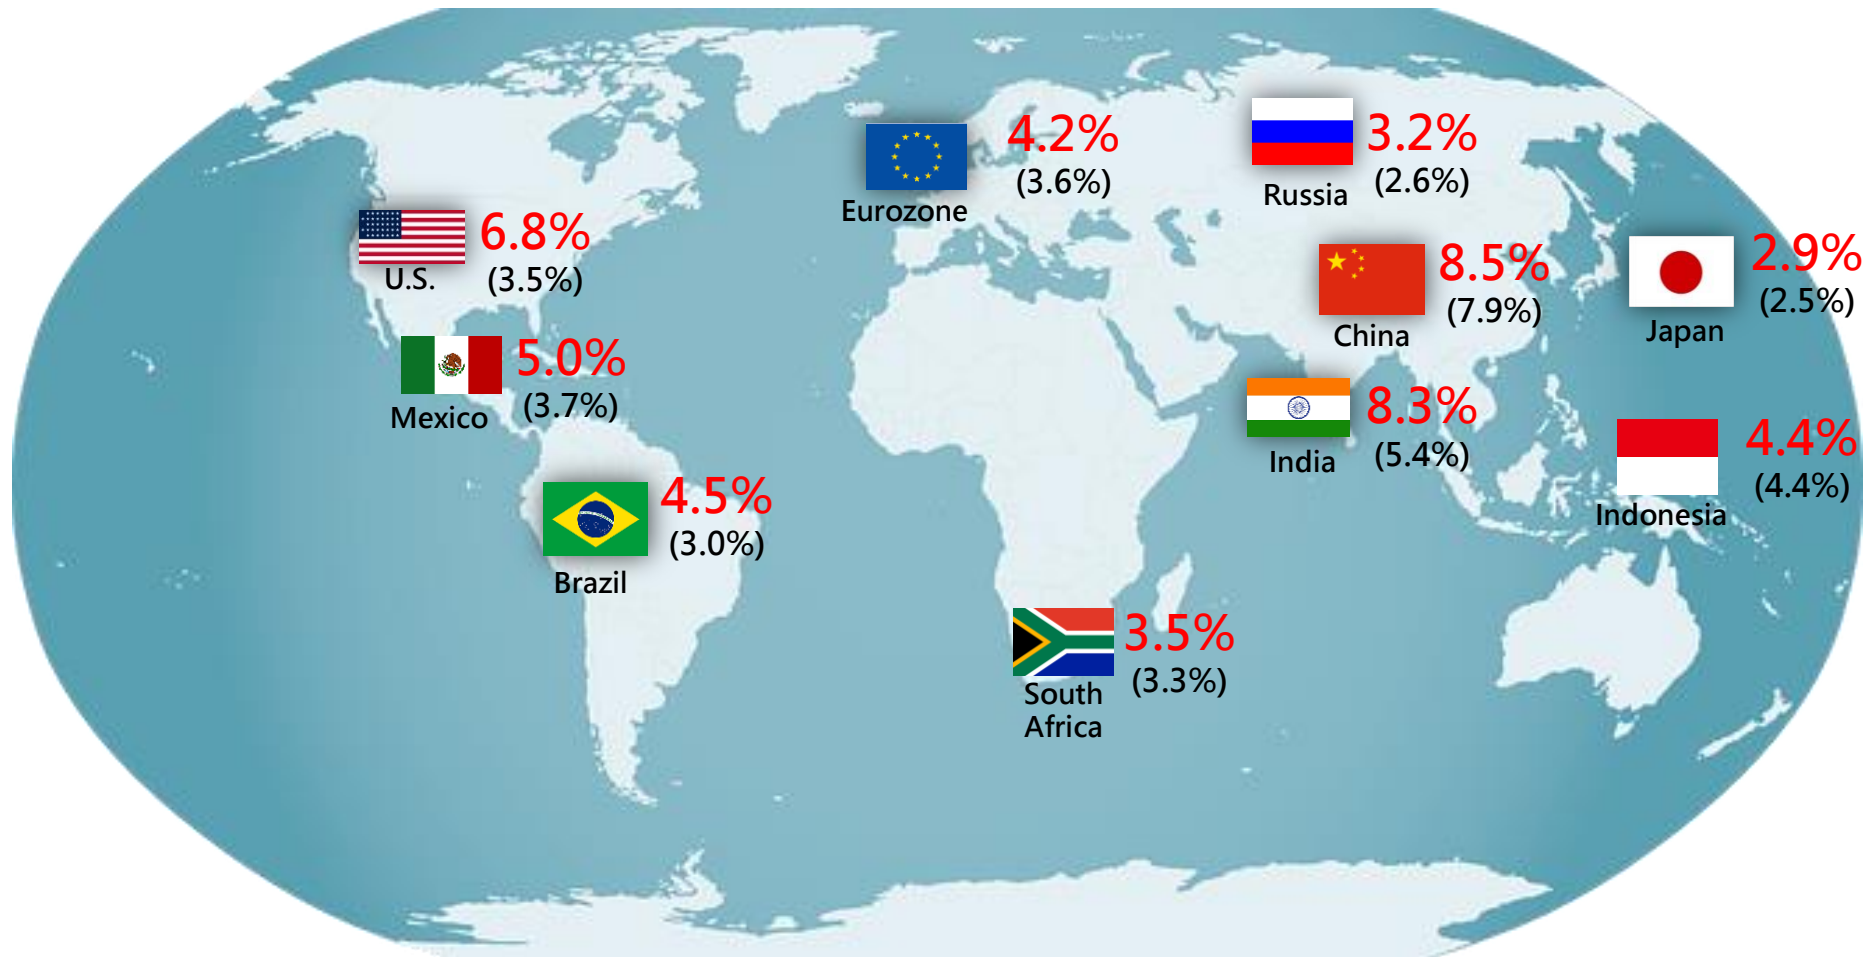 4.2%
(3.6%)
Eurozone
3.2%
(2.6%)
Russia
6.8%
(3.5%)
U.S.
8.5%
(7.9%)
China
2.9%
(2.5%)
Japan
5.0%
(3.7%)
Mexico
8.3%
(5.4%)
India
4.4%
(4.4%)
Indonesia
4.5%
(3.0%)
Brazil
3.5%
(3.3%)
South
Africa